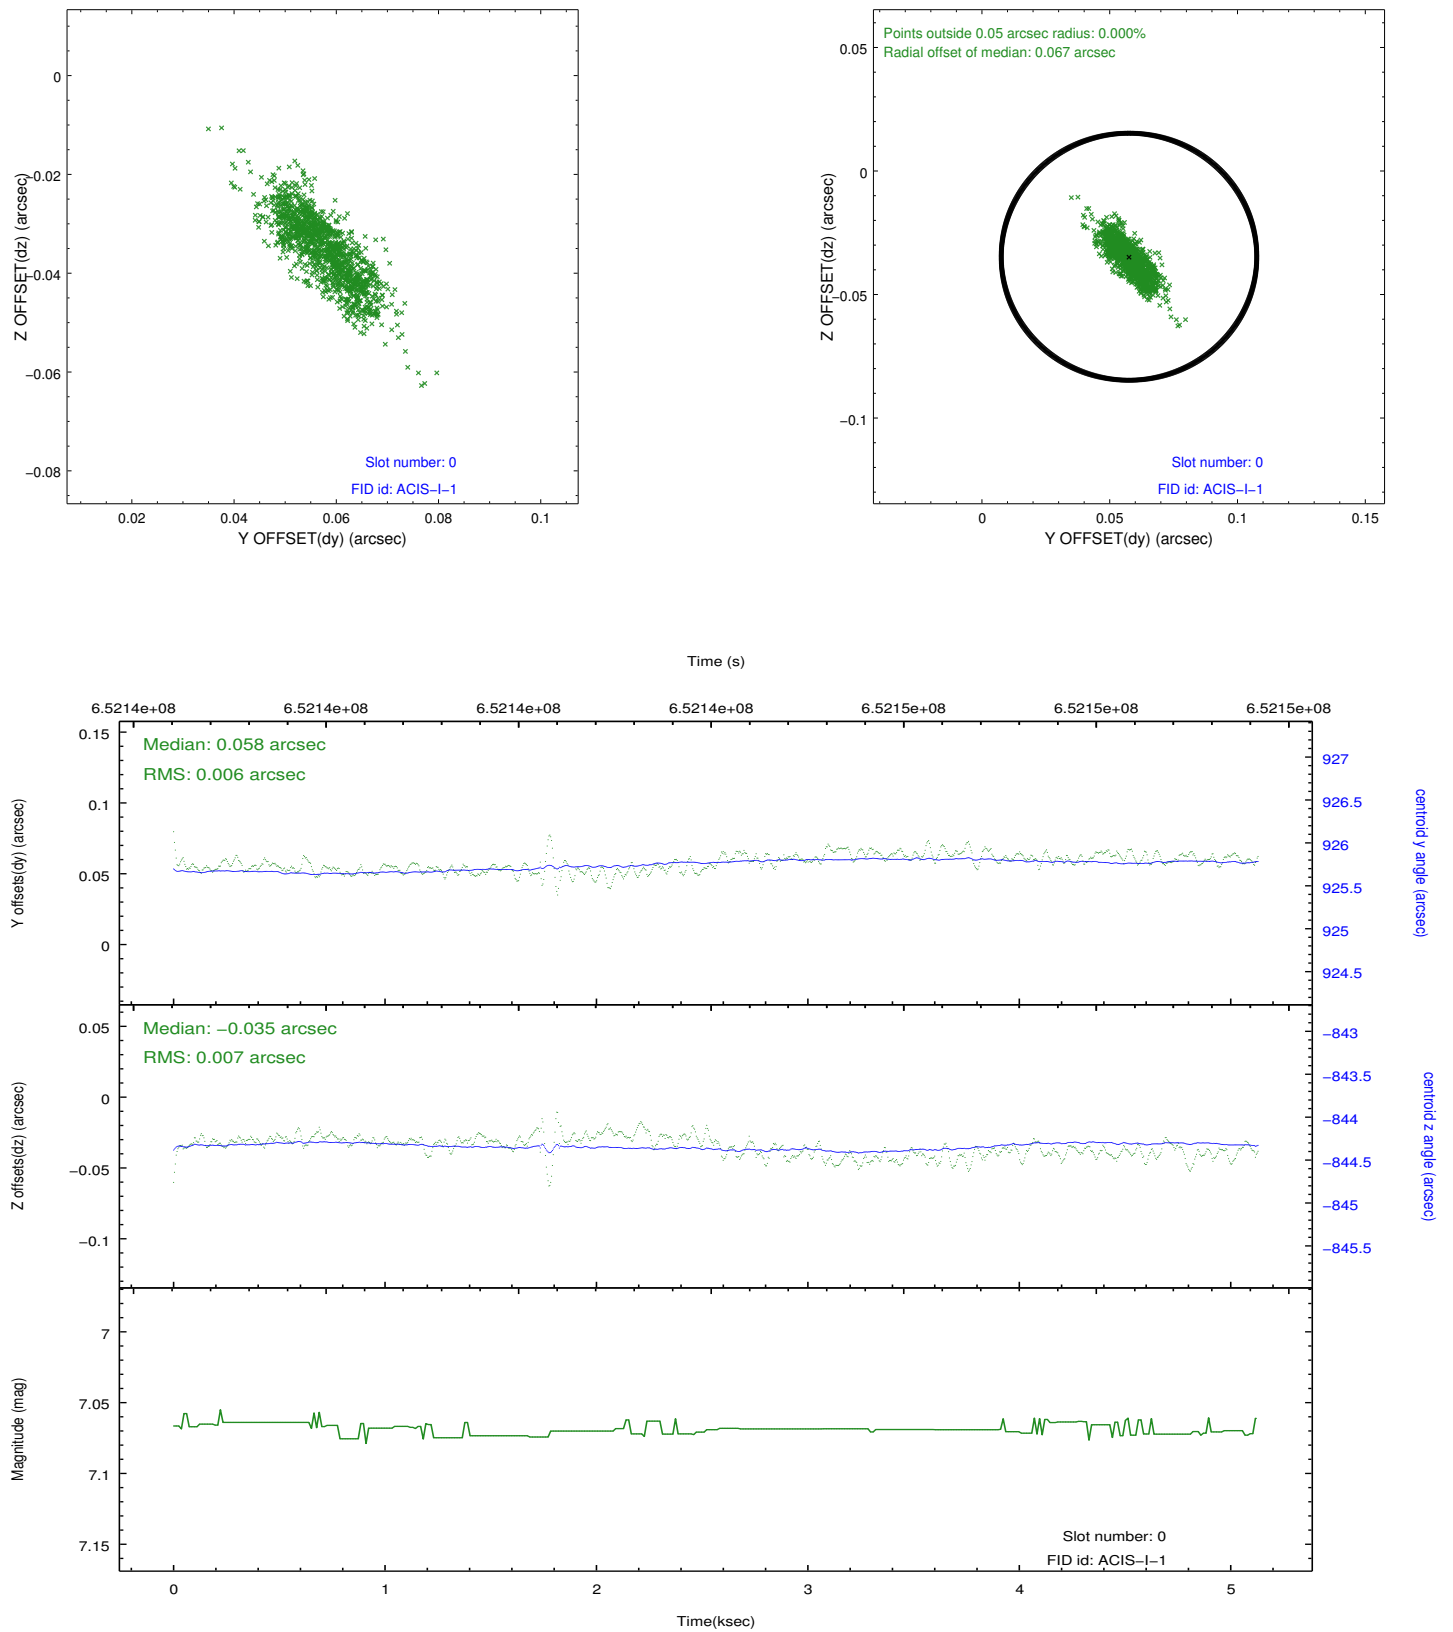 0
−0.02
−0.04
−0.06
−0.08
Z OFFSET(dz) (arcsec)
Slot number: 0
FID id: ACIS−I−1
0.02 0.04 0.06 0.08 0.1
Y OFFSET(dy) (arcsec)
Points outside 0.05 arcsec radius: 0.000%
Radial offset of median: 0.067 arcsec
0.05
0
−0.05
−0.1
Z OFFSET(dz) (arcsec)
Slot number: 0
FID id: ACIS−I−1
0 0.05 0.1 0.15
Y OFFSET(dy) (arcsec)
Time (s)
6.5214e+08 6.5214e+08 6.5214e+08 6.5214e+08 6.5215e+08 6.5215e+08 6.5215e+08
Median: 0.058 arcsec
RMS: 0.006 arcsec
0.15
0.1
0.05
0
Y offsets(dy) (arcsec)
927
926.5
926
925.5
925
924.5
centroid y angle (arcsec)
Median: −0.035 arcsec
RMS: 0.007 arcsec
0.05
0
−0.05
−0.1
Z offsets(dz) (arcsec)
−843
−843.5
−844
−844.5
−845
−845.5
centroid z angle (arcsec)
7
7.05
7.1
7.15
Magnitude (mag)
Slot number: 0
FID id: ACIS−I−1
0 1 2 3 4 5
Time(ksec)